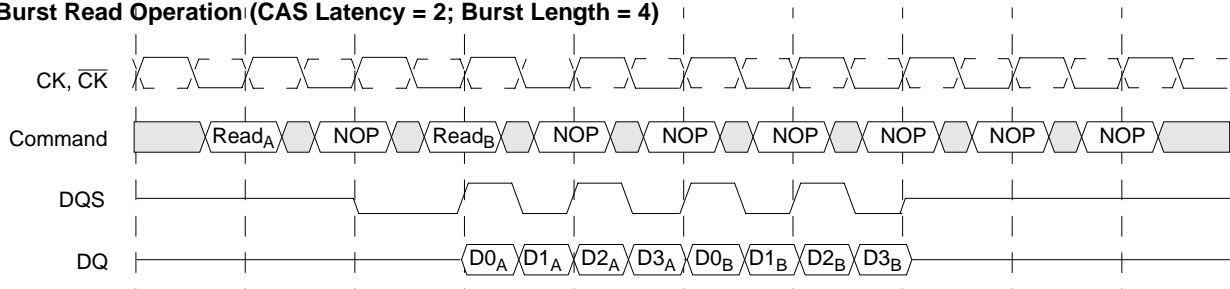 Burst Read Operation (CAS Latency = 2; Burst Length = 4)
CK, C̅K̅
Command ReadA NOP ReadB NOP NOP NOP NOP NOP NOP
DQS
DQ D0A D1A D2A D3A D0B D1B D2B D3B